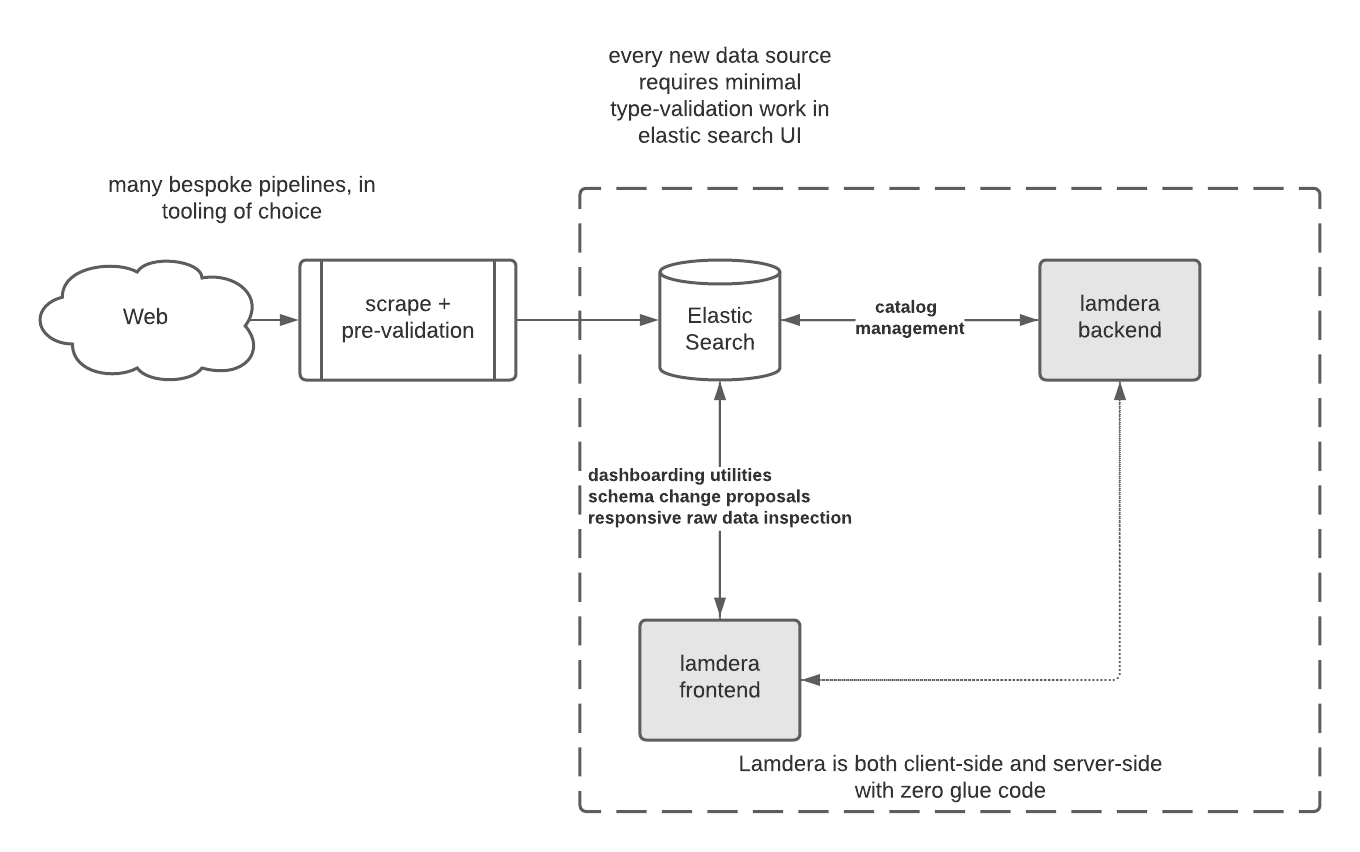 every new data source
requires minimal
type-validation work in
elastic search UI
many bespoke pipelines, in
tooling of choice
Web
scrape +
pre-validation
Elastic
Search
catalog
management
lamdera
backend
dashboarding utilities
schema change proposals
responsive raw data inspection
lamdera
frontend
Lamdera is both client-side and server-side
with zero glue code